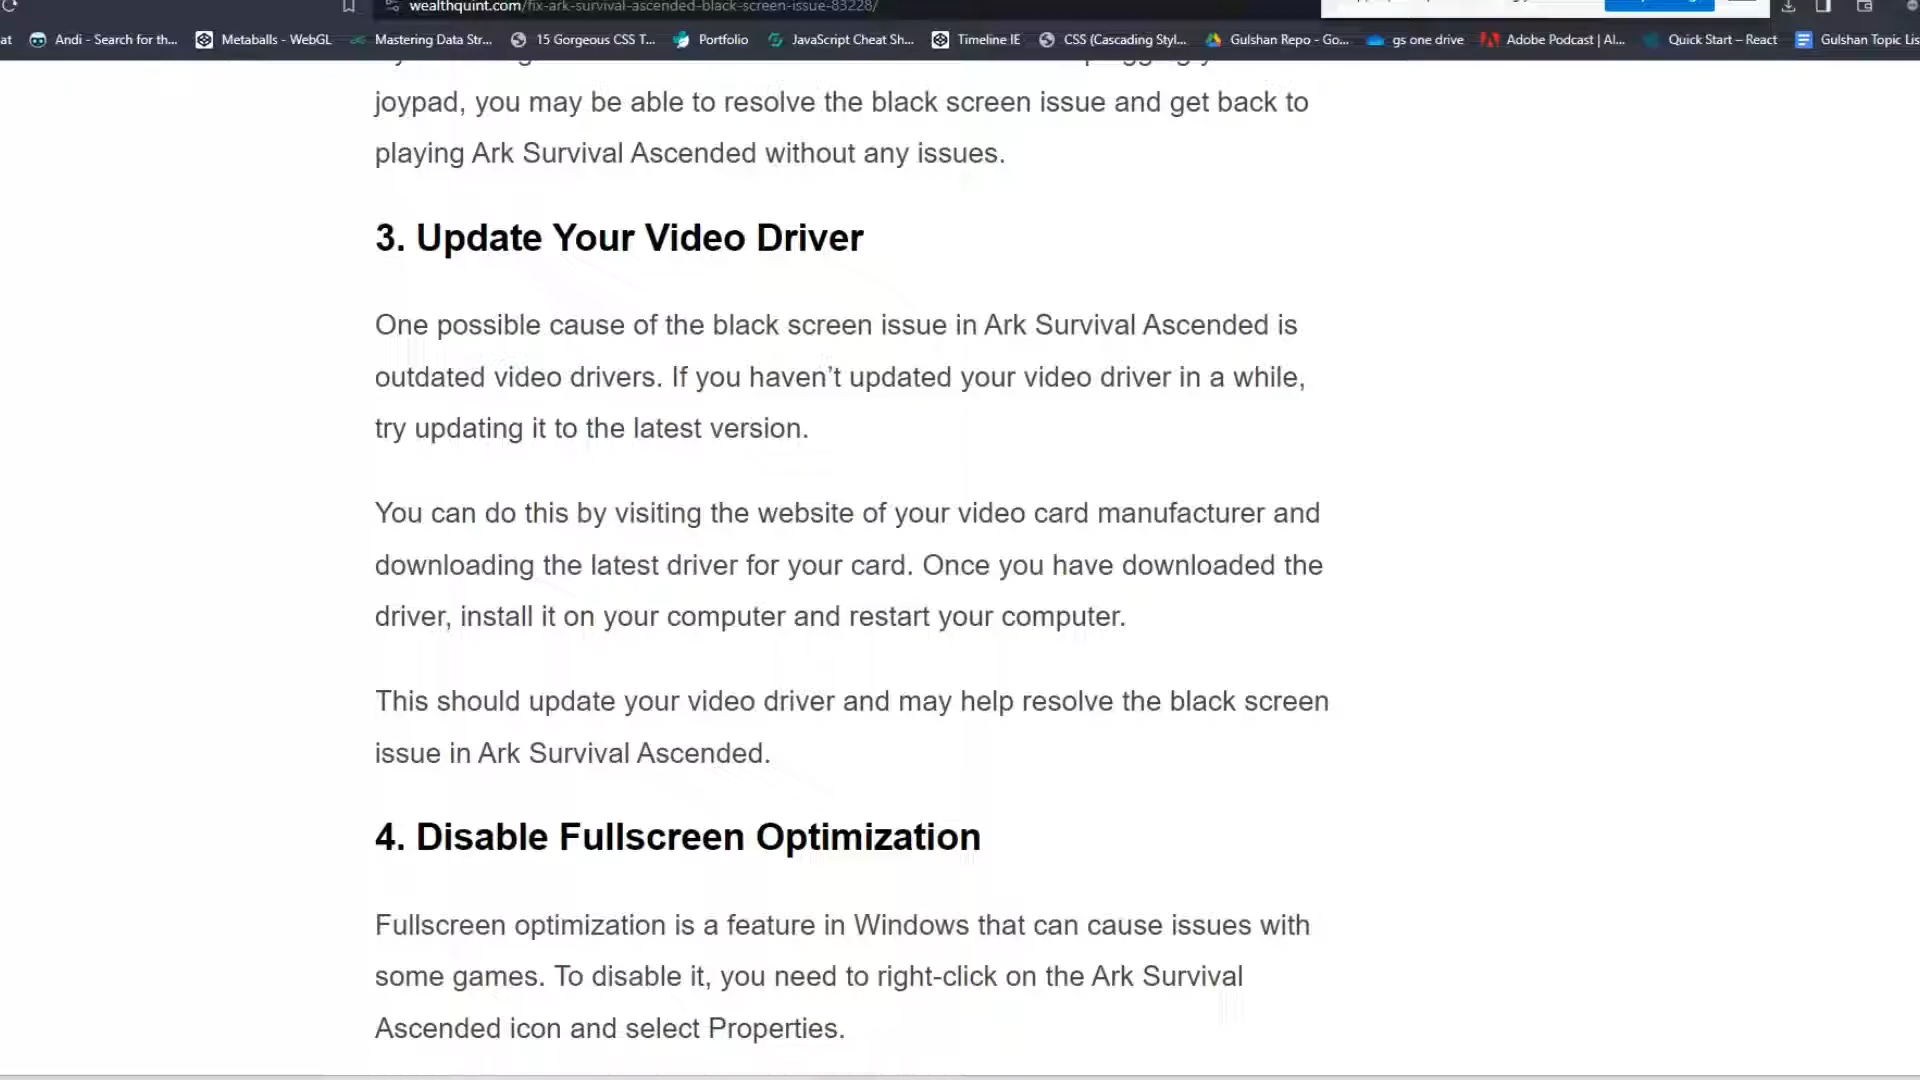 wealthquint.com/fix-ark-survival-ascended-black-screen-issue-83228/
at Andi - Search for th... Metaballs - WebGL Mastering Data Str... 15 Gorgeous CSS T... Portfolio JavaScript Cheat Sh... Timeline IE CSS (Cascading Styl... Gulshan Repo - Go... gs one drive Adobe Podcast | AI... Quick Start – React Gulshan Topic Lis
joypad, you may be able to resolve the black screen issue and get back to
playing Ark Survival Ascended without any issues.
3. Update Your Video Driver
One possible cause of the black screen issue in Ark Survival Ascended is
outdated video drivers. If you haven’t updated your video driver in a while,
try updating it to the latest version.
You can do this by visiting the website of your video card manufacturer and
downloading the latest driver for your card. Once you have downloaded the
driver, install it on your computer and restart your computer.
This should update your video driver and may help resolve the black screen
issue in Ark Survival Ascended.
4. Disable Fullscreen Optimization
Fullscreen optimization is a feature in Windows that can cause issues with
some games. To disable it, you need to right-click on the Ark Survival
Ascended icon and select Properties.